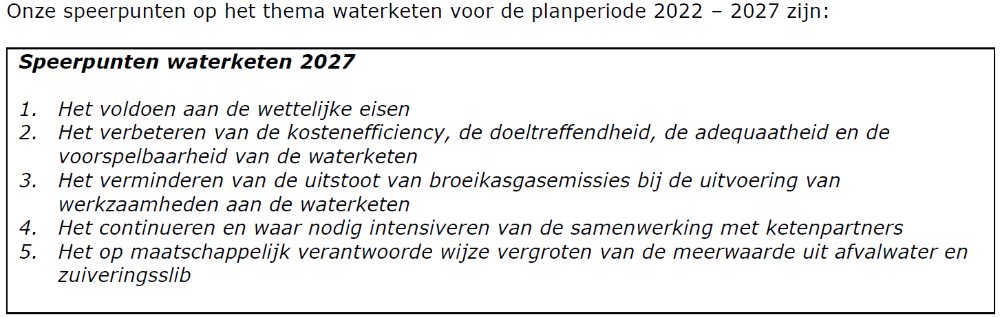 Onze speerpunten op het thema waterketen voor de planperiode 2022 – 2027 zijn:
Speerpunten waterketen 2027
1. Het voldoen aan de wettelijke eisen
2. Het verbeteren van de kostenefficiency, de doeltreffendheid, de adequaatheid en de
voorspelbaarheid van de waterketen
3. Het verminderen van de uitstoot van broeikasgasemissies bij de uitvoering van
werkzaamheden aan de waterketen
4. Het continueren en waar nodig intensiveren van de samenwerking met ketenpartners
5. Het op maatschappelijk verantwoorde wijze vergroten van de meerwaarde uit afvalwater en
zuiveringsslib